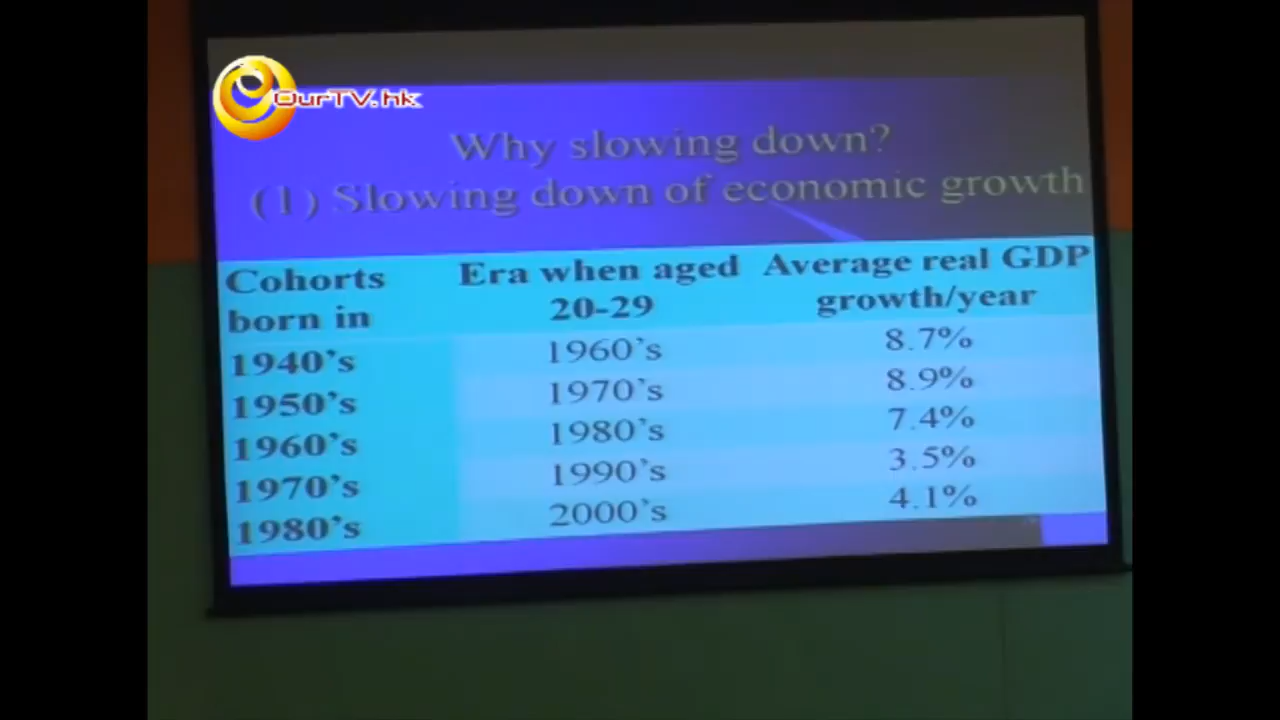 OurTV.hk
Why slowing down?
(1) Slowing down of economic growth
Cohorts born in
Era when aged 20-29
Average real GDP growth/year
1940's 1960's 8.7%
1950's 1970's 8.9%
1960's 1980's 7.4%
1970's 1990's 3.5%
1980's 2000's 4.1%